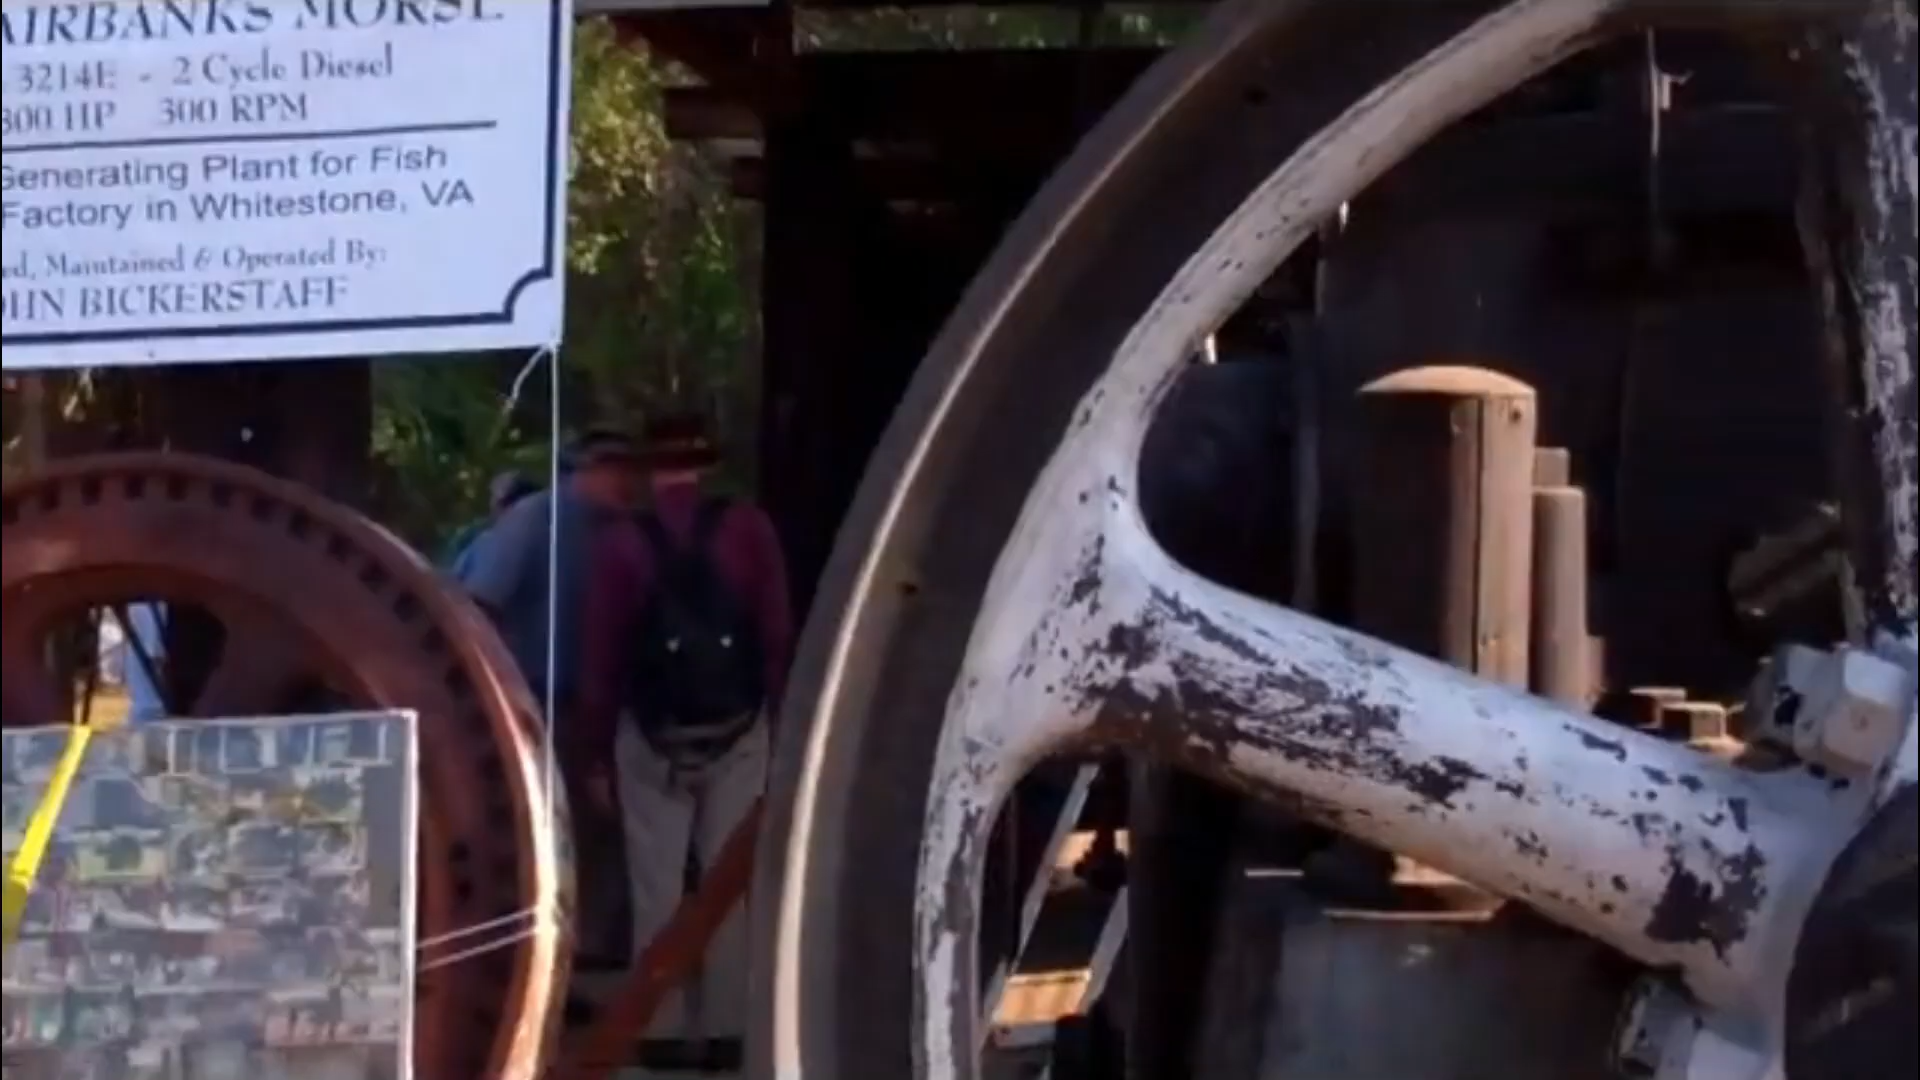 AIRBANKS MORSE
3214E - 2 Cycle Diesel
300 HP 300 RPM
Generating Plant for Fish
Factory in Whitestone, VA
ed, Maintained & Operated By:
OHN BICKERSTAFF